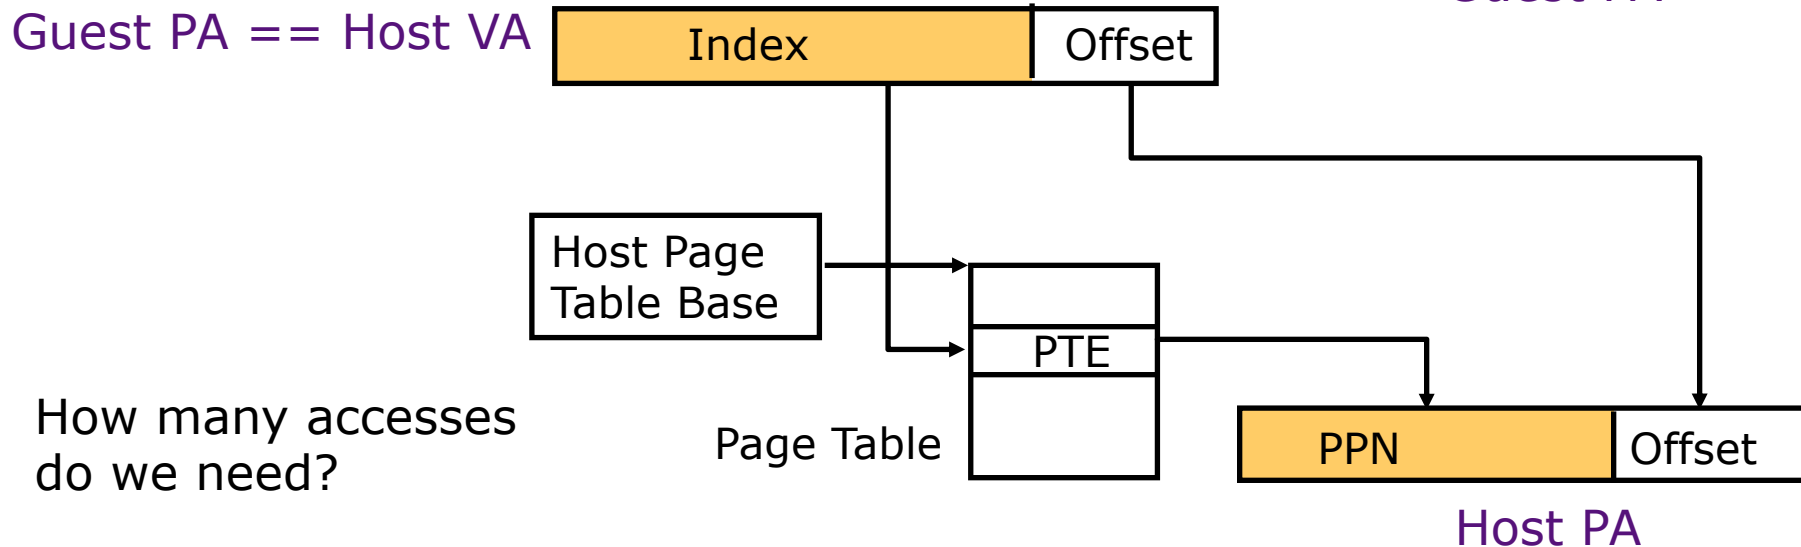 Guest PA == Host VA
Index
Offset
Host Page
Table Base
PTE
How many accesses
do we need?
Page Table
PPN
Offset
Host PA